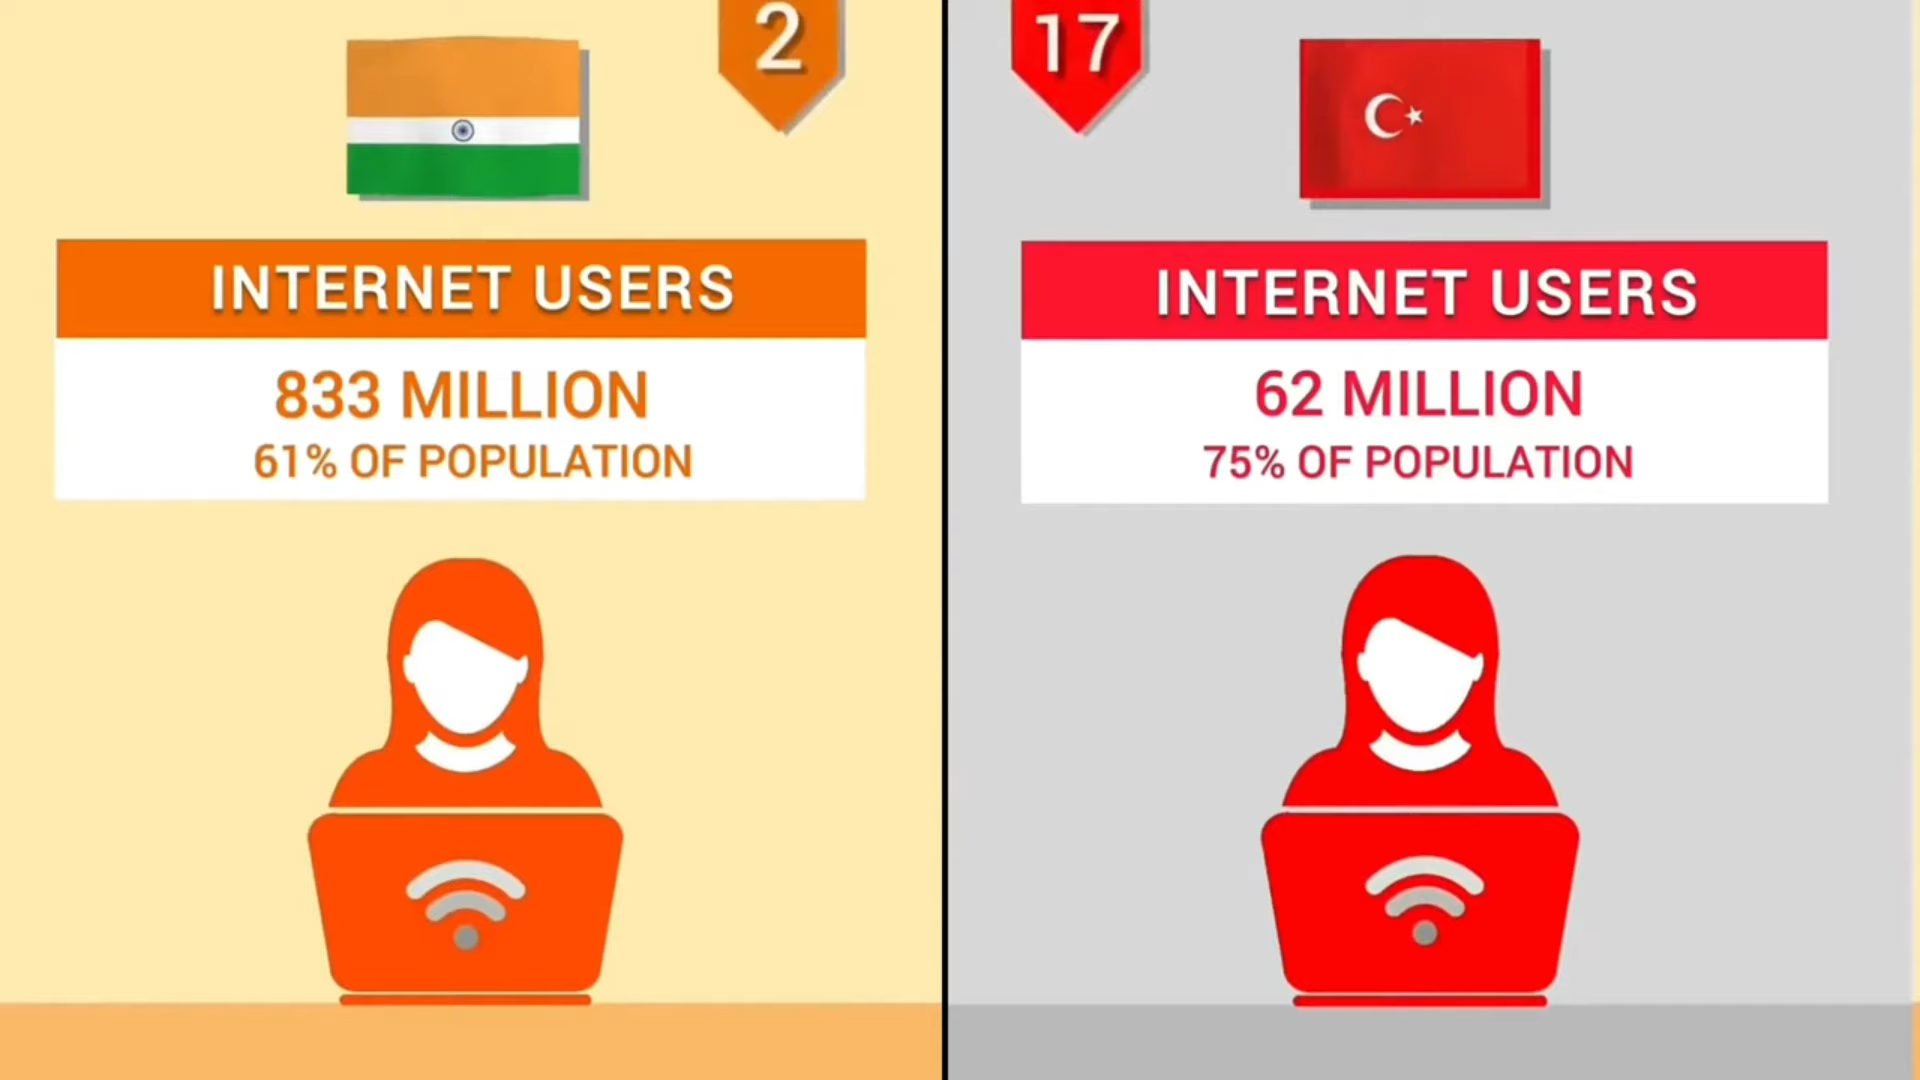 2
INTERNET USERS
833 MILLION
61% OF POPULATION
17
INTERNET USERS
62 MILLION
75% OF POPULATION